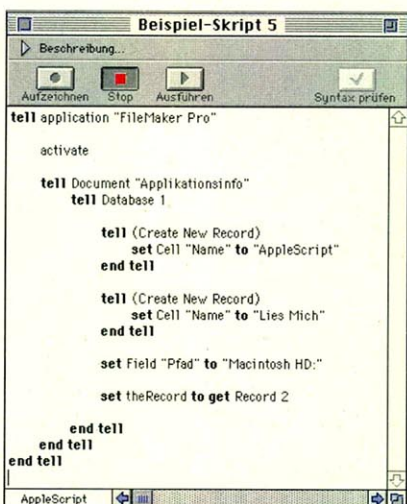 Beispiel-Skript 5
Beschreibung...
Aufzeichnen Stop Ausführen Syntax prüfen
tell application "FileMaker Pro"
activate
tell Document "Applikationsinfo"
tell Database 1
tell (Create New Record)
set Cell "Name" to "AppleScript"
end tell
tell (Create New Record)
set Cell "Name" to "Lies Mich"
end tell
set Field "Pfad" to "Macintosh HD:"
set theRecord to get Record 2
end tell
end tell
end tell
AppleScript